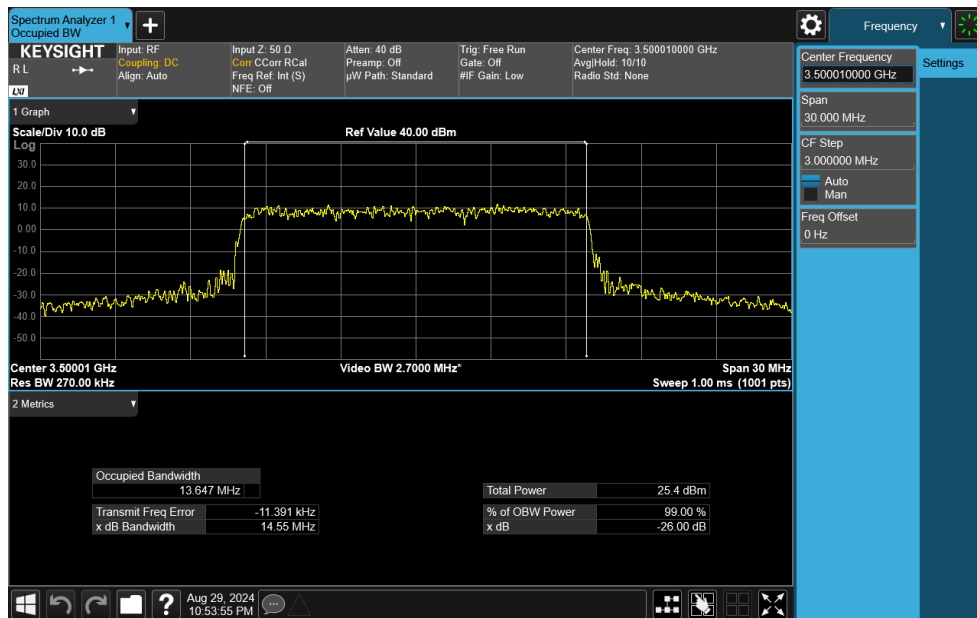 Spectrum Analyzer 1
Occupied BW
Frequency
KEYSIGHT
R L
LXI
Input: RF
Coupling: DC
Align: Auto
Input Z: 50 Ω
Corr CCorr RCal
Freq Ref: Int (S)
NFE: Off
Atten: 40 dB
Preamp: Off
µW Path: Standard
Trig: Free Run
Gate: Off
#IF Gain: Low
Center Freq: 3.500010000 GHz
Avg|Hold: 10/10
Radio Std: None
Center Frequency
3.500010000 GHz
Settings
Span
30.000 MHz
CF Step
3.000000 MHz
Auto
Man
Freq Offset
0 Hz
1 Graph
Scale/Div 10.0 dB
Ref Value 40.00 dBm
Log
30.0
20.0
10.0
0.00
-10.0
-20.0
-30.0
-40.0
-50.0
Center 3.50001 GHz
Video BW 2.7000 MHz*
Span 30 MHz
Res BW 270.00 kHz
Sweep 1.00 ms (1001 pts)
2 Metrics
Occupied Bandwidth
13.647 MHz
Total Power 25.4 dBm
Transmit Freq Error -11.391 kHz
% of OBW Power 99.00 %
x dB Bandwidth 14.55 MHz
x dB -26.00 dB
?
Aug 29, 2024
10:53:55 PM